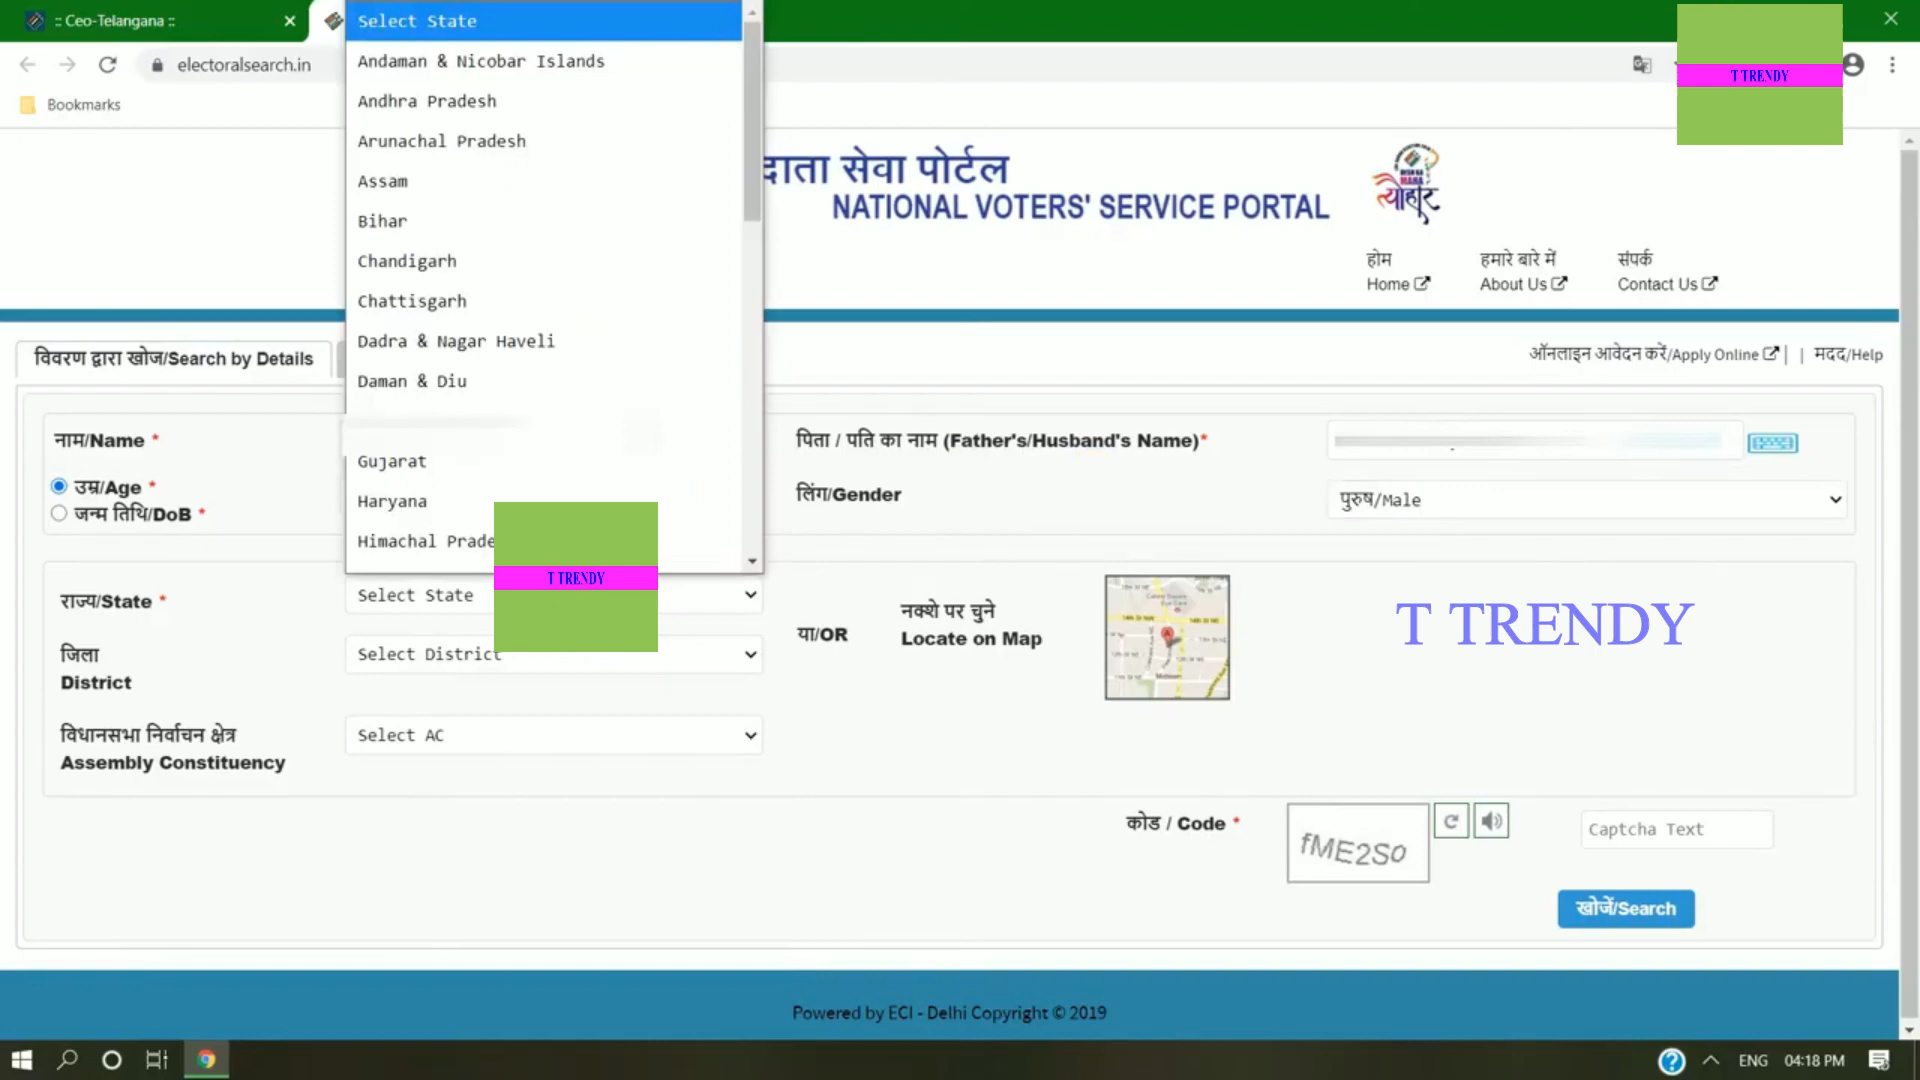 :: Ceo-Telangana ::
electoralsearch.in
Bookmarks
T TRENDY
Select State
Andaman & Nicobar Islands
Andhra Pradesh
Arunachal Pradesh
Assam
Bihar
Chandigarh
Chattisgarh
Dadra & Nagar Haveli
Daman & Diu
Gujarat
Haryana
Himachal Prade
दाता सेवा पोर्टल
NATIONAL VOTERS' SERVICE PORTAL
त्योहार
होम
Home
हमारे बारे में
About Us
संपर्क
Contact Us
विवरण द्वारा खोज/Search by Details
ऑनलाइन आवेदन करें/Apply Online | | मदद/Help
नाम/Name *
पिता / पति का नाम (Father's/Husband's Name)*
उम्र/Age *
जन्म तिथि/DoB *
लिंग/Gender
पुरुष/Male
T TRENDY
राज्य/State *
Select State
जिला
District
Select District
या/OR
नक्शे पर चुने
Locate on Map
T TRENDY
विधानसभा निर्वाचन क्षेत्र
Assembly Constituency
Select AC
कोड / Code *
fME2So
Captcha Text
खोजें/Search
Powered by ECI - Delhi Copyright © 2019
ENG 04:18 PM